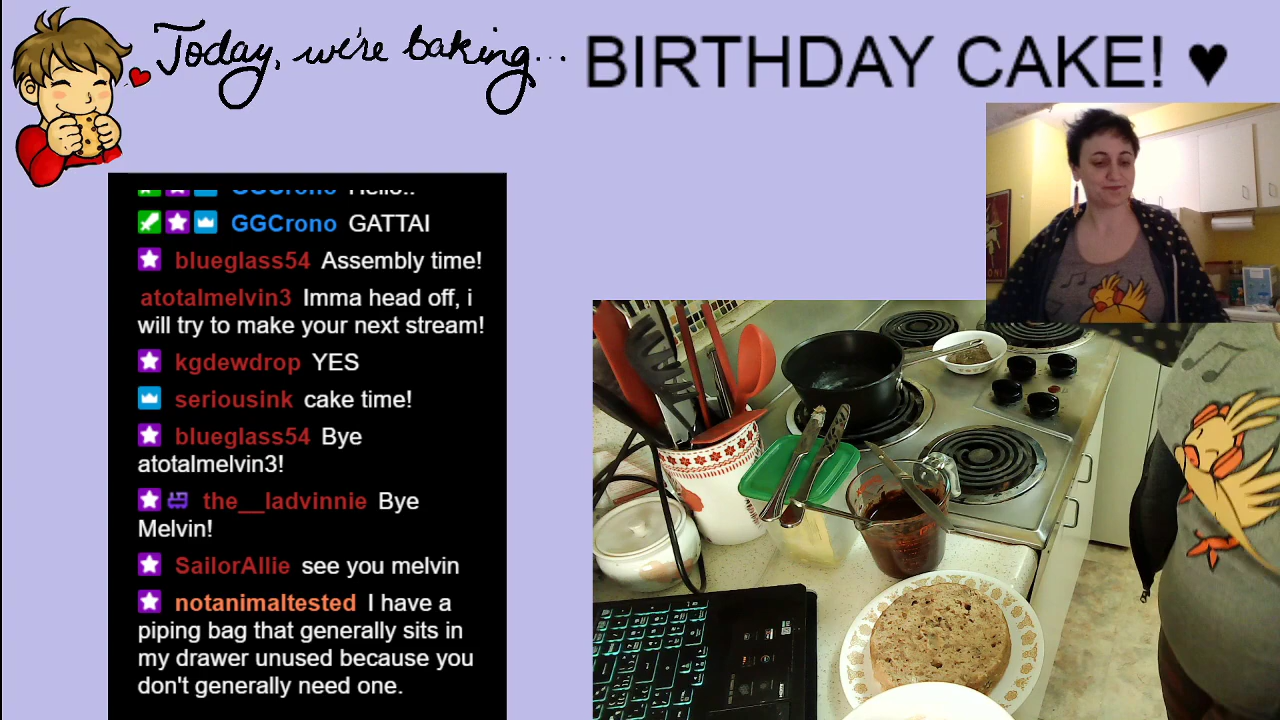 Today, we're baking... BIRTHDAY CAKE! ♥
GGCrono Hello..
GGCrono GATTAI
blueglass54 Assembly time!
atotalmelvin3 Imma head off, i
will try to make your next stream!
kgdewdrop YES
seriousink cake time!
blueglass54 Bye
atotalmelvin3!
the__ladvinnie Bye
Melvin!
SailorAllie see you melvin
notanimaltested I have a
piping bag that generally sits in
my drawer unused because you
don't generally need one.